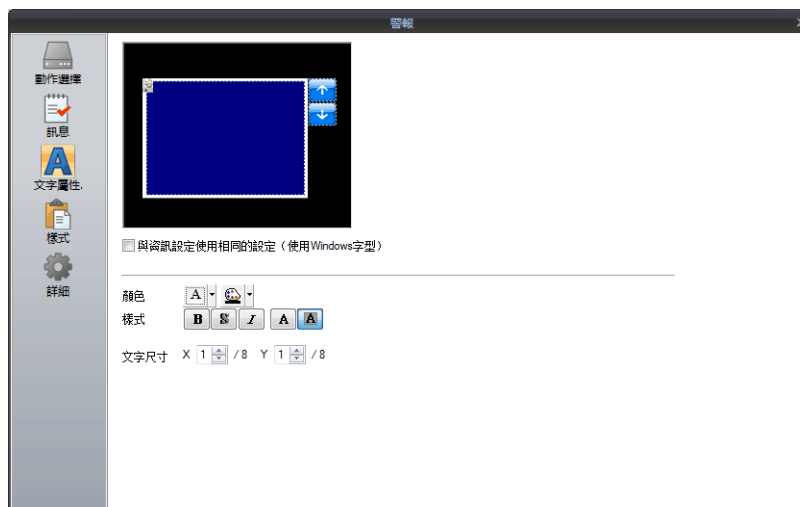 警報
動作選擇
訊息
文字屬性.
樣式
詳細
與資訊設定使用相同的設定（使用Windows字型）
顏色 A
樣式 B S I A A
文字尺寸 X 1 /8 Y 1 /8